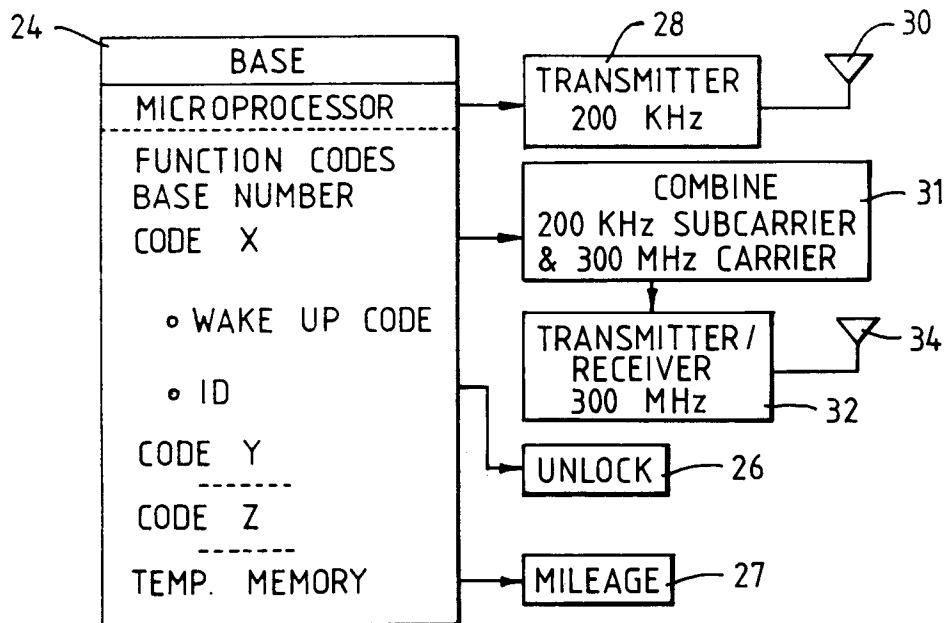 24
BASE
MICROPROCESSOR
FUNCTION CODES
BASE NUMBER
CODE X
WAKE UP CODE
ID
CODE Y
CODE Z
TEMP. MEMORY
28
TRANSMITTER
200 KHz
30
COMBINE
200 KHz SUBCARRIER
& 300 MHz CARRIER
31
TRANSMITTER/
RECEIVER
300 MHz
34
32
UNLOCK
26
MILEAGE
27